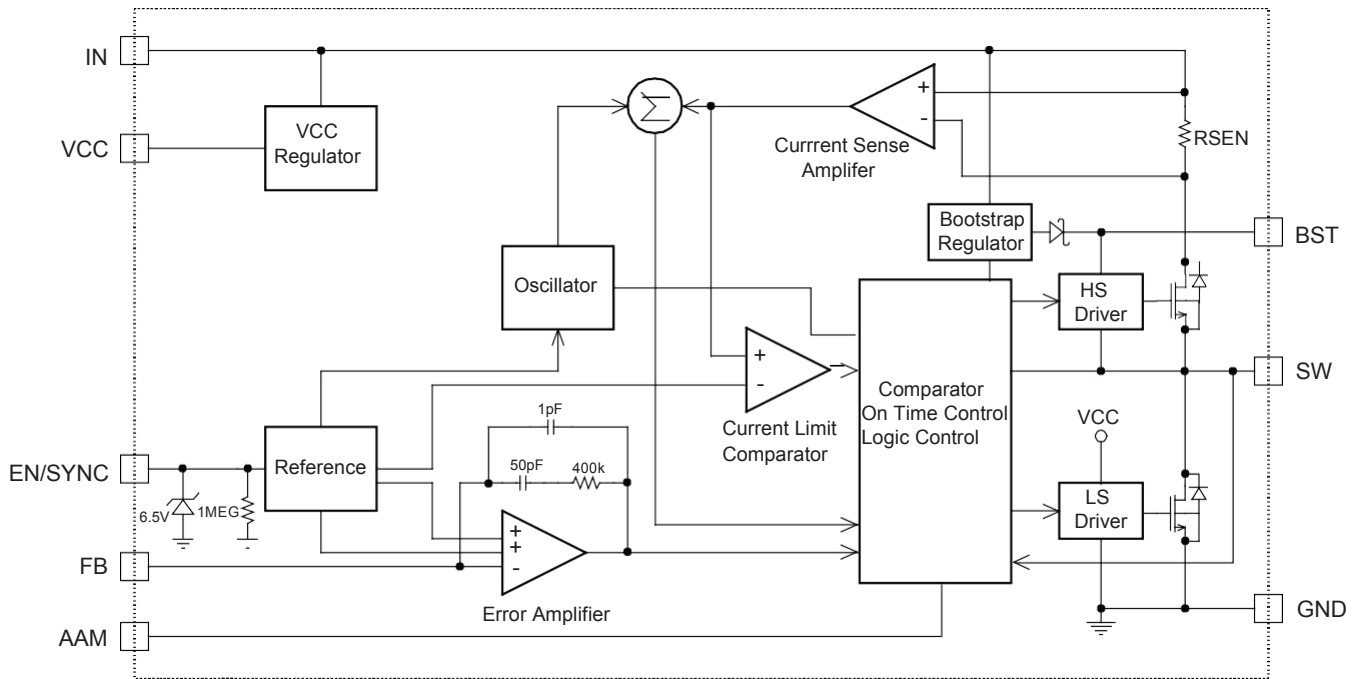 IN
VCC
Regulator
VCC
Σ
+
-
Currrent Sense
Amplifer
RSEN
Bootstrap
Regulator
BST
Oscillator
HS
Driver
+
-
Current Limit
Comparator
Comparator
On Time Control
Logic Control
SW
VCC
1pF
50pF
400k
EN/SYNC
Reference
6.5V
1MEG
LS
Driver
+
+
-
FB
Error Amplifier
AAM
GND